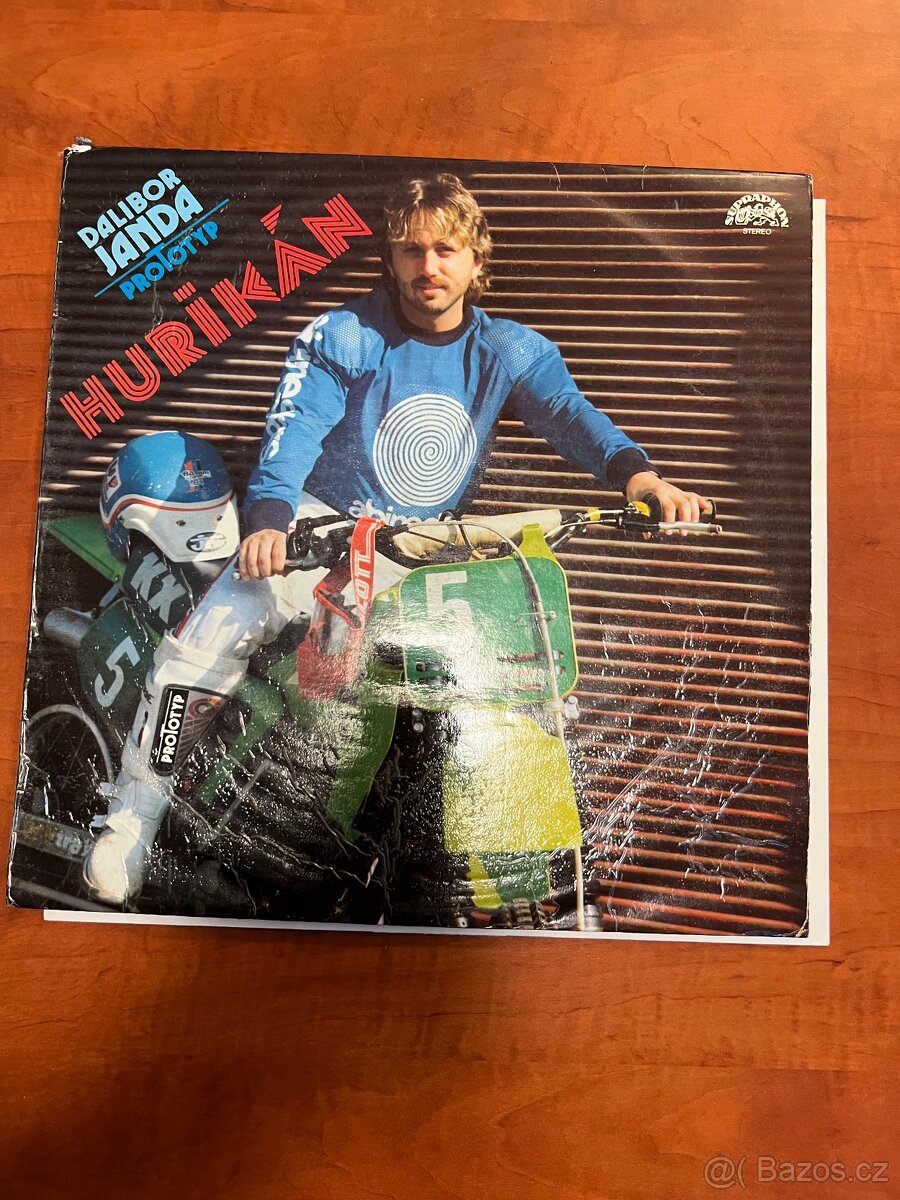 DALIBOR
JANDA
PROTOTYP
HURIKÁN
SUPRAPHON
STEREO
5
KX
5
PROTOTYP
@( Bazos.cz